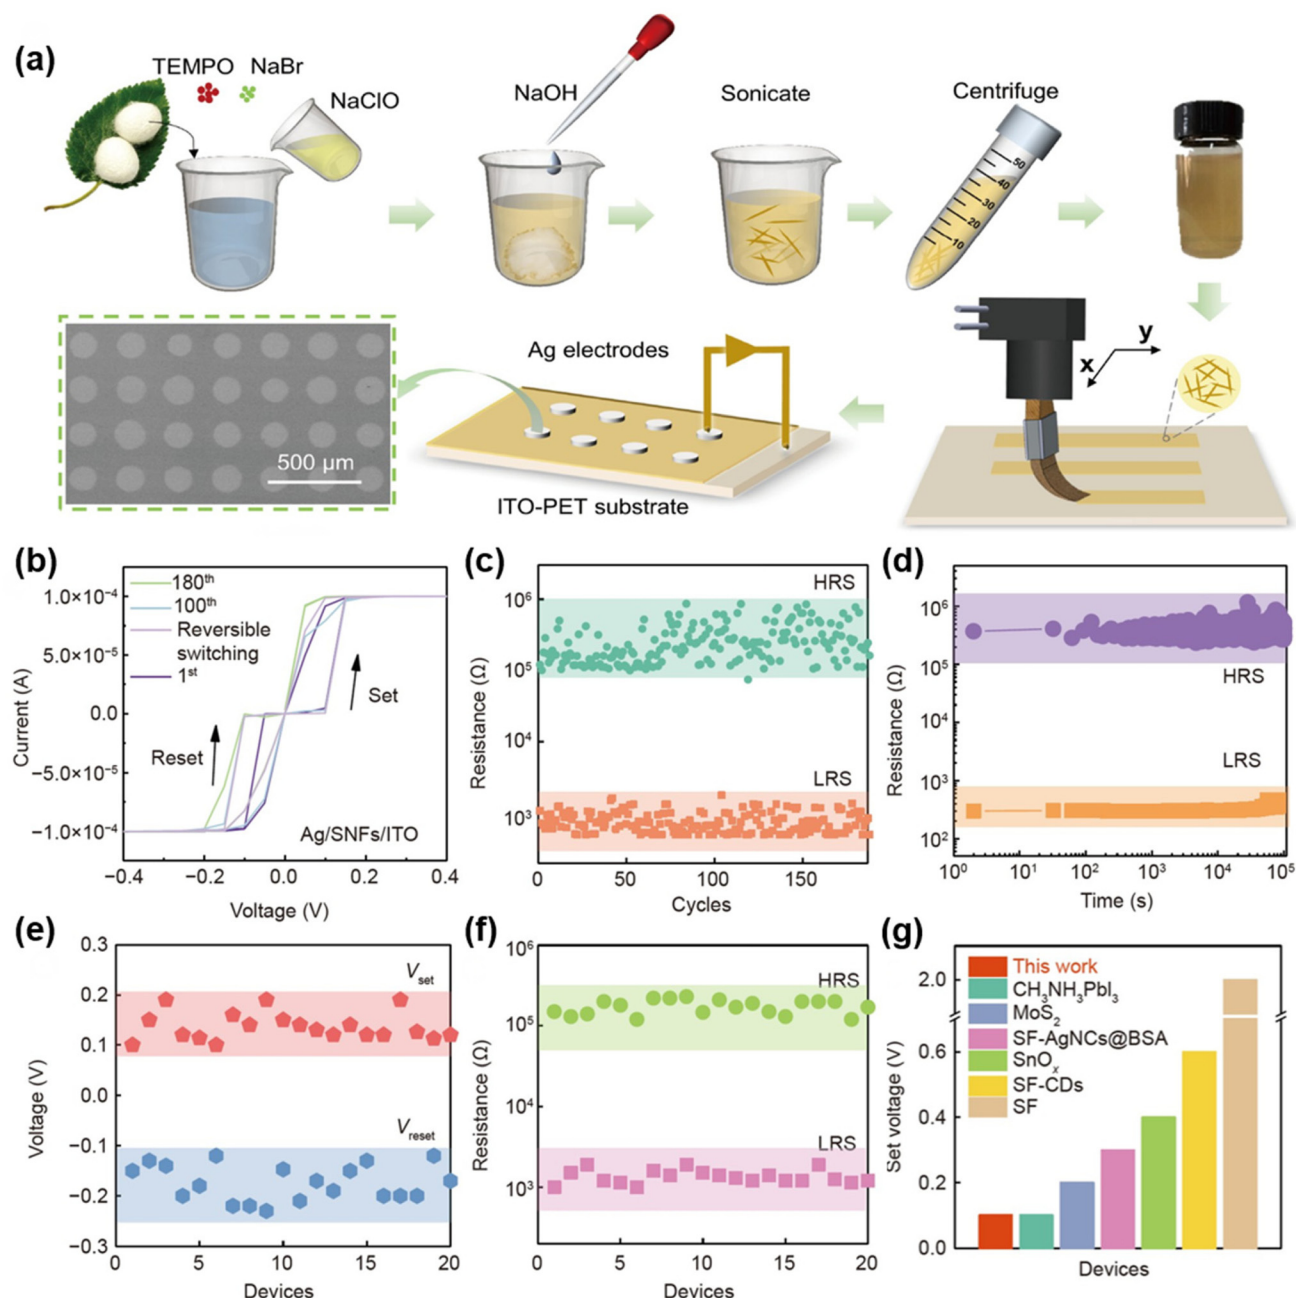 (a)
TEMPO NaBr
NaClO
NaOH
Sonicate
Centrifuge
50
40
30
20
10
500 µm
Ag electrodes
ITO-PET substrate
x
y
(b)
180th
100th
Reversible
switching
1st
Set
Reset
Ag/SNFs/ITO
1.0×10⁻⁴
5.0×10⁻⁵
0.0
−5.0×10⁻⁵
−1.0×10⁻⁴
Current (A)
−0.4 −0.2 0.0 0.2 0.4
Voltage (V)
(c)
HRS
LRS
10⁶
10⁵
10⁴
10³
Resistance (Ω)
0 50 100 150
Cycles
(d)
HRS
LRS
10⁶
10⁵
10⁴
10³
10²
Resistance (Ω)
10⁰ 10¹ 10² 10³ 10⁴ 10⁵
Time (s)
(e)
Vset
Vreset
0.3
0.2
0.1
0.0
−0.1
−0.2
−0.3
Voltage (V)
0 5 10 15 20
Devices
(f)
HRS
LRS
10⁶
10⁵
10⁴
10³
Resistance (Ω)
0 5 10 15 20
Devices
(g)
This work
CH₃NH₃PbI₃
MoS₂
SF-AgNCs@BSA
SnOₓ
SF-CDs
SF
2.0
0.6
0.4
0.2
0.0
Set voltage (V)
Devices